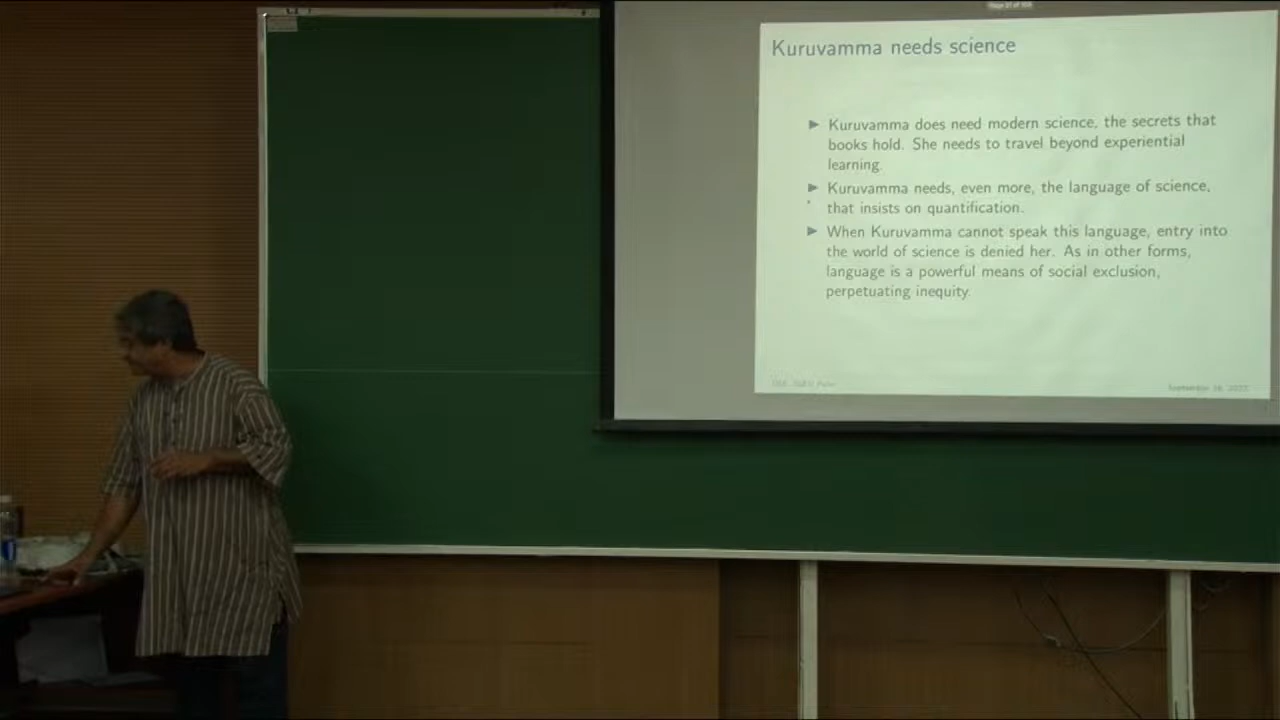 Kuruvamma needs science
Kuruvamma does need modern science, the secrets that
books hold. She needs to travel beyond experiential
learning.
Kuruvamma needs, even more, the language of science,
that insists on quantification.
When Kuruvamma cannot speak this language, entry into
the world of science is denied her. As in other forms,
language is a powerful means of social exclusion,
perpetuating inequity.